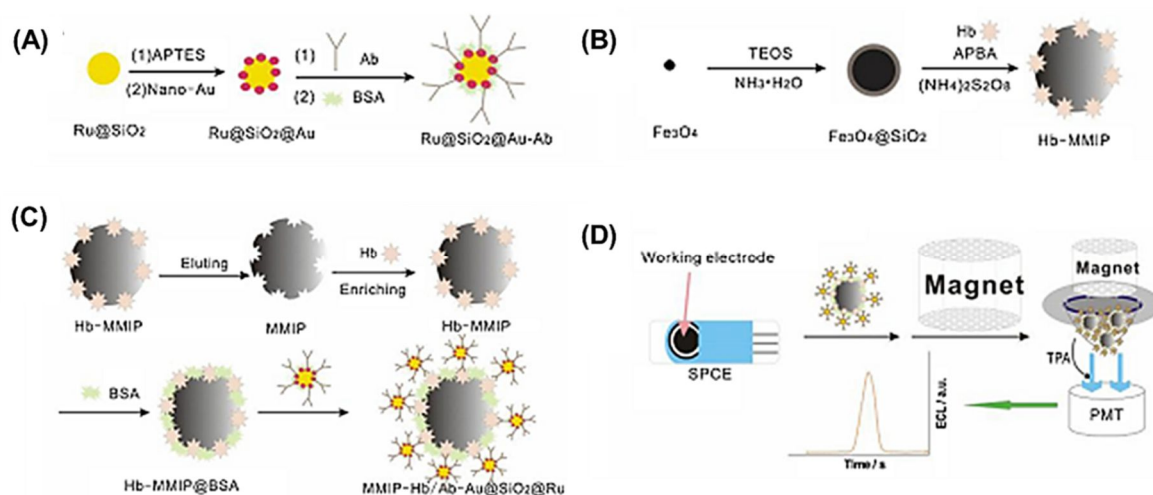 (A)
(1)APTES
(2)Nano-Au
(1) Ab
(2) BSA
Ru@SiO₂
Ru@SiO₂@Au
Ru@SiO₂@Au-Ab
(B)
TEOS
NH₃•H₂O
Hb
APBA
(NH₄)₂S₂O₈
Fe₃O₄
Fe₃O₄@SiO₂
Hb-MMIP
(C)
Eluting
Hb
Enriching
Hb-MMIP
MMIP
Hb-MMIP
BSA
Hb-MMIP@BSA
MMIP-Hb/Ab-Au@SiO₂@Ru
(D)
Working electrode
SPCE
Magnet
Magnet
TPA
PMT
ECL / a.u.
Time / s